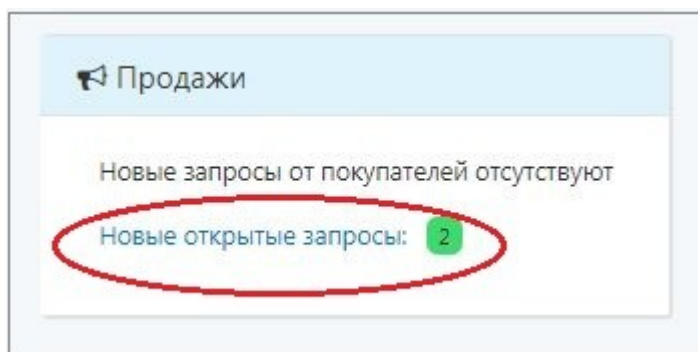 Продажи
Новые запросы от покупателей отсутствуют
Новые открытые запросы: 2